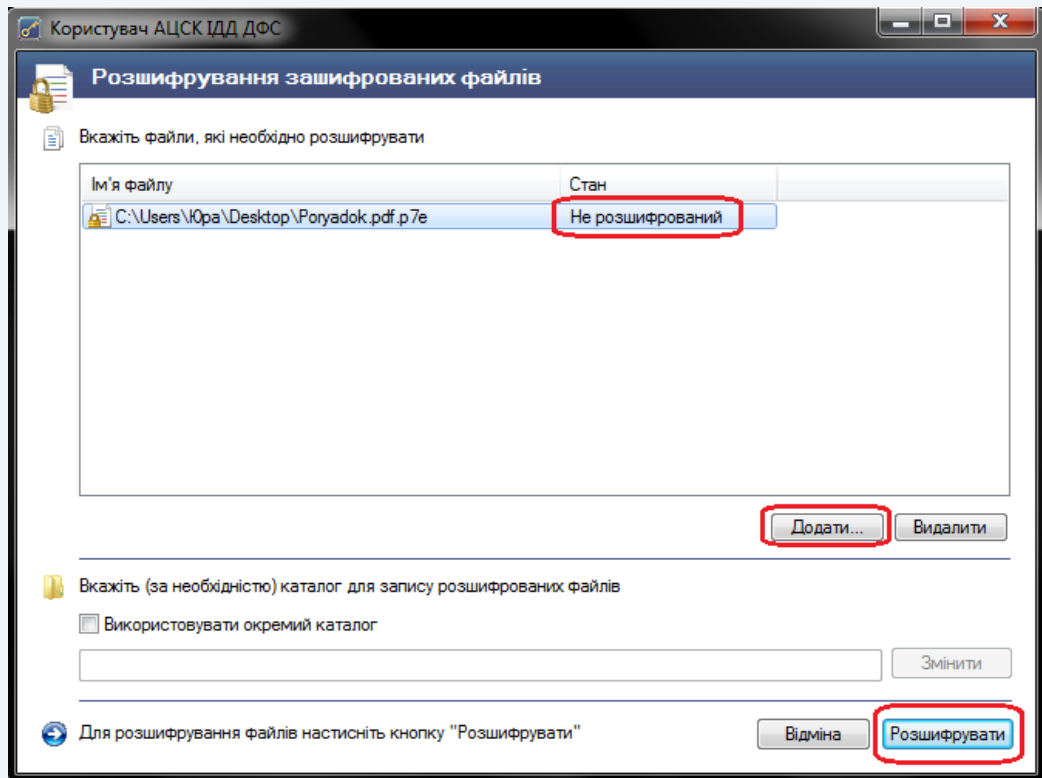 Користувач АЦСК ІДД ДФС
Розшифрування зашифрованих файлів
Вкажіть файли, які необхідно розшифрувати
Ім'я файлу Стан
C:\Users\Юра\Desktop\Poryadok.pdf.p7e Не розшифрований
Додати... Видалити
Вкажіть (за необхідністю) каталог для запису розшифрованих файлів
Використовувати окремий каталог
Змінити
Для розшифрування файлів настисніть кнопку "Розшифрувати" Відміна Розшифрувати